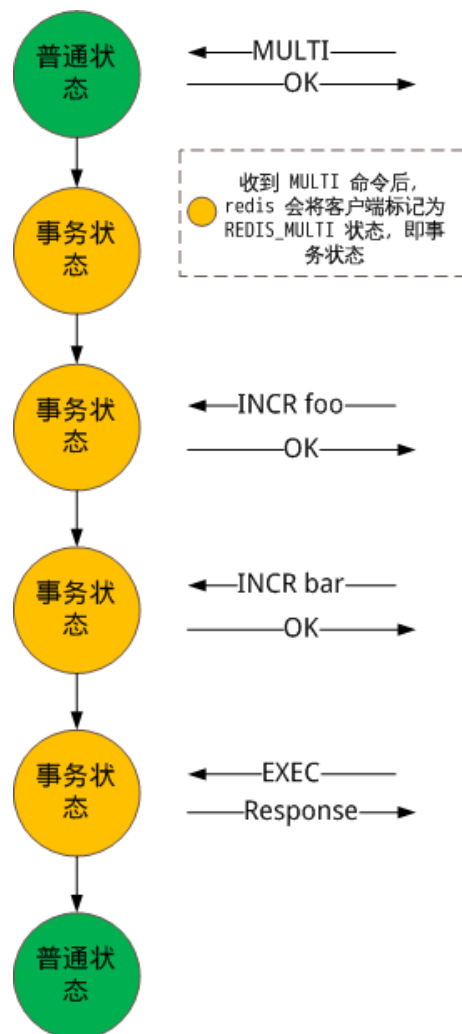 普通状
态
MULTI
OK
收到 MULTI 命令后,
redis 会将客户端标记为
REDIS_MULTI 状态, 即事
务状态
事务状
态
事务状
态
INCR foo
OK
事务状
态
INCR bar
OK
事务状
态
EXEC
Response
普通状
态